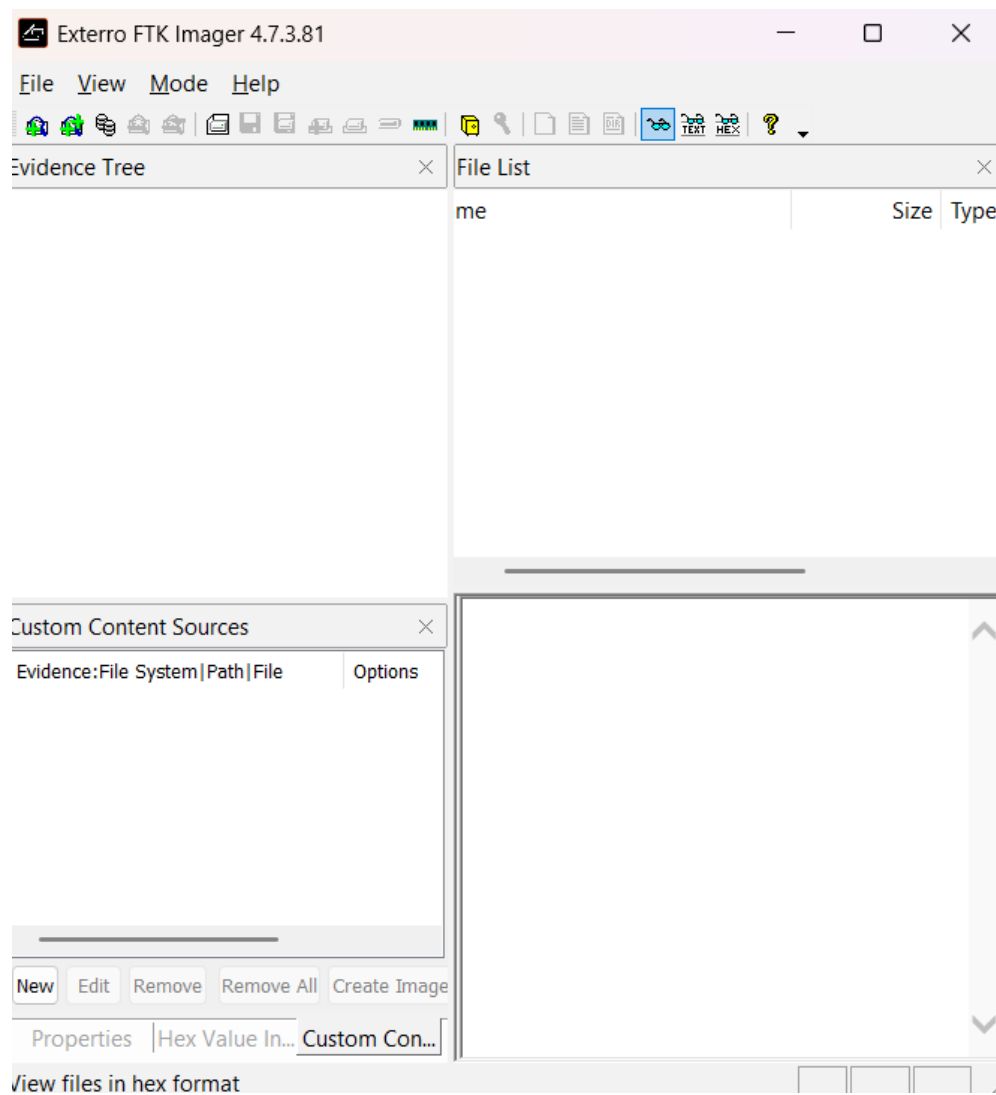 Exterro FTK Imager 4.7.3.81
File View Mode Help
DIR TEXT HEX
Evidence Tree
File List
me Size Type
Custom Content Sources
Evidence:File System|Path|File Options
New Edit Remove Remove All Create Image
Properties Hex Value In... Custom Con...
View files in hex format